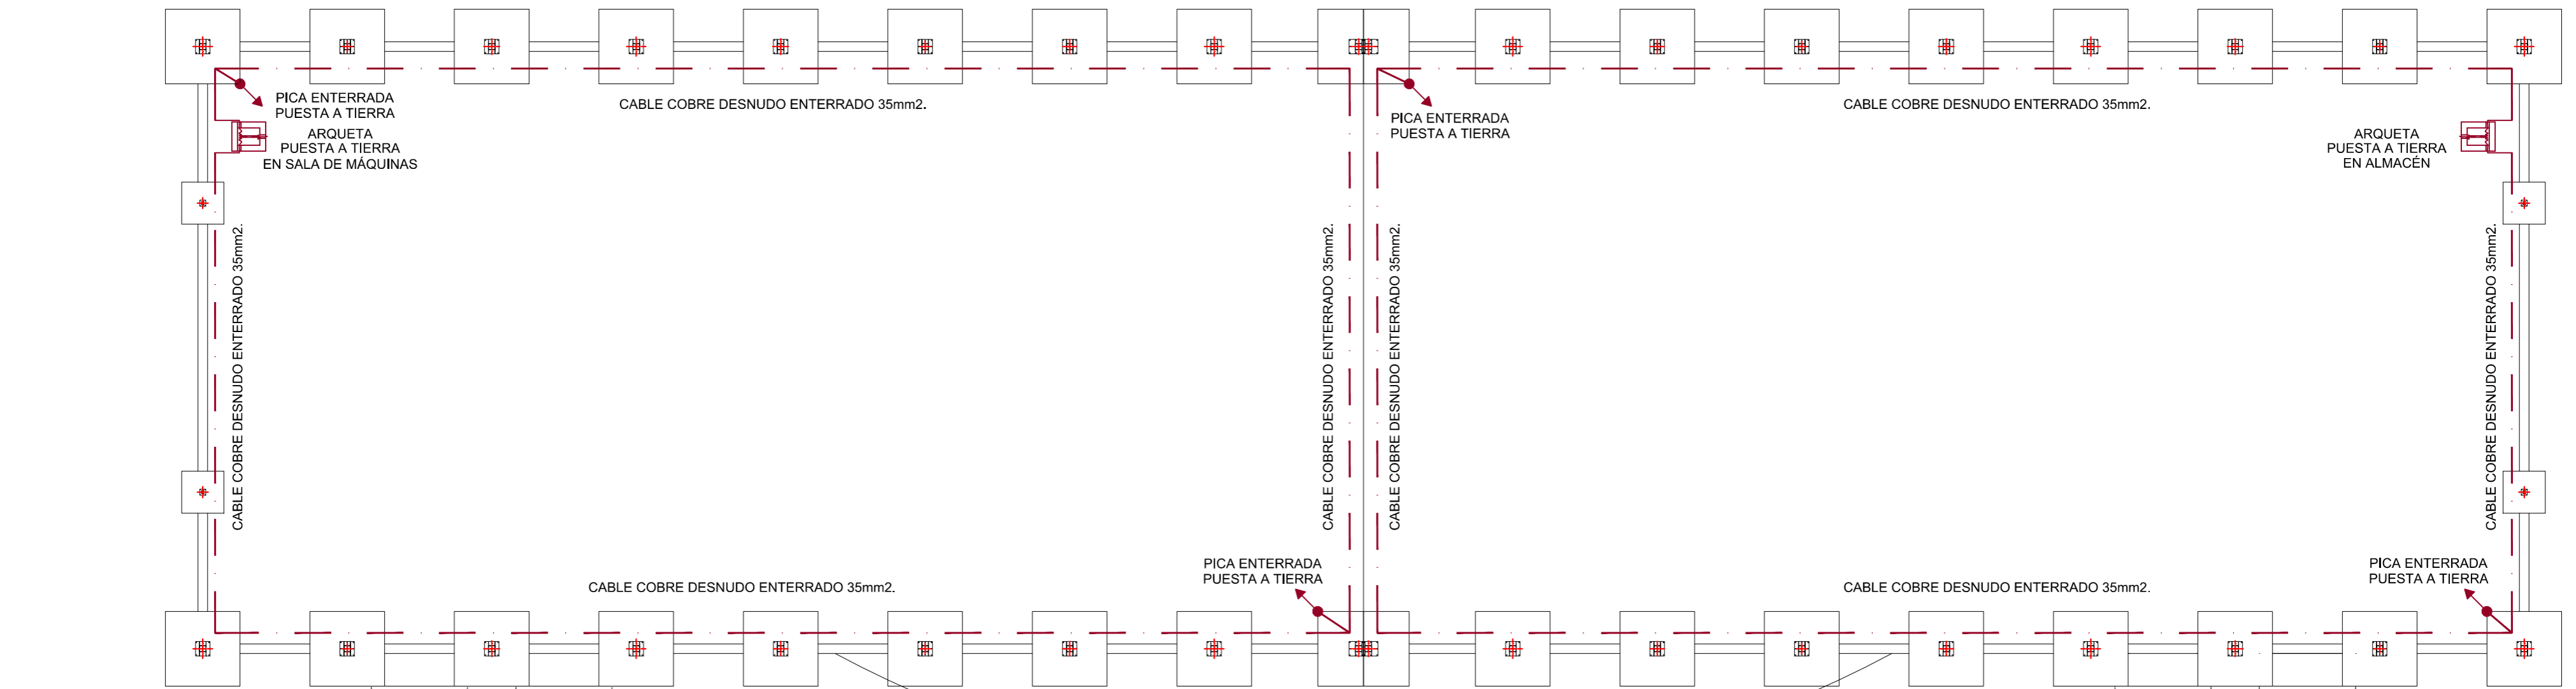 PICA ENTERRADA
PUESTA A TIERRA
CABLE COBRE DESNUDO ENTERRADO 35mm2.
ARQUETA
PUESTA A TIERRA
EN SALA DE MÁQUINAS
PICA ENTERRADA
PUESTA A TIERRA
CABLE COBRE DESNUDO ENTERRADO 35mm2.
ARQUETA
PUESTA A TIERRA
EN ALMACÉN
CABLE COBRE DESNUDO ENTERRADO 35mm2.
CABLE COBRE DESNUDO ENTERRADO 35mm2.
CABLE COBRE DESNUDO ENTERRADO 35mm2.
CABLE COBRE DESNUDO ENTERRADO 35mm2.
CABLE COBRE DESNUDO ENTERRADO 35mm2.
PICA ENTERRADA
PUESTA A TIERRA
CABLE COBRE DESNUDO ENTERRADO 35mm2.
PICA ENTERRADA
PUESTA A TIERRA